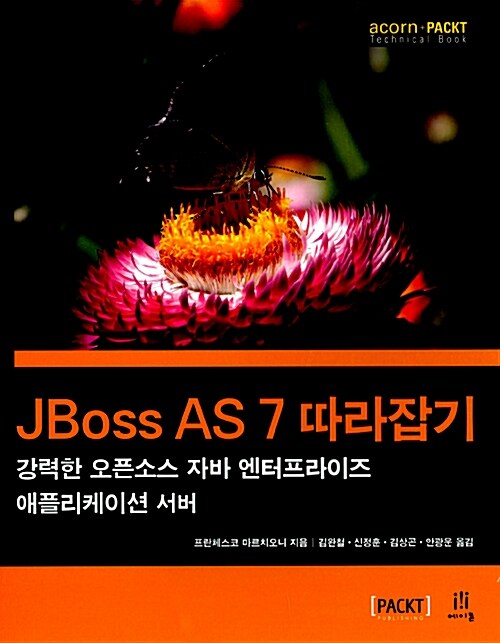 acorn+PACKT
Technical Book
JBoss AS 7 따라잡기
강력한 오픈소스 자바 엔터프라이즈
애플리케이션 서버
프란체스코 마르치오니 지음 | 김완철 • 신정훈 • 김상곤 • 안광운 옮김
[PACKT]
PUBLISHING
에이콘